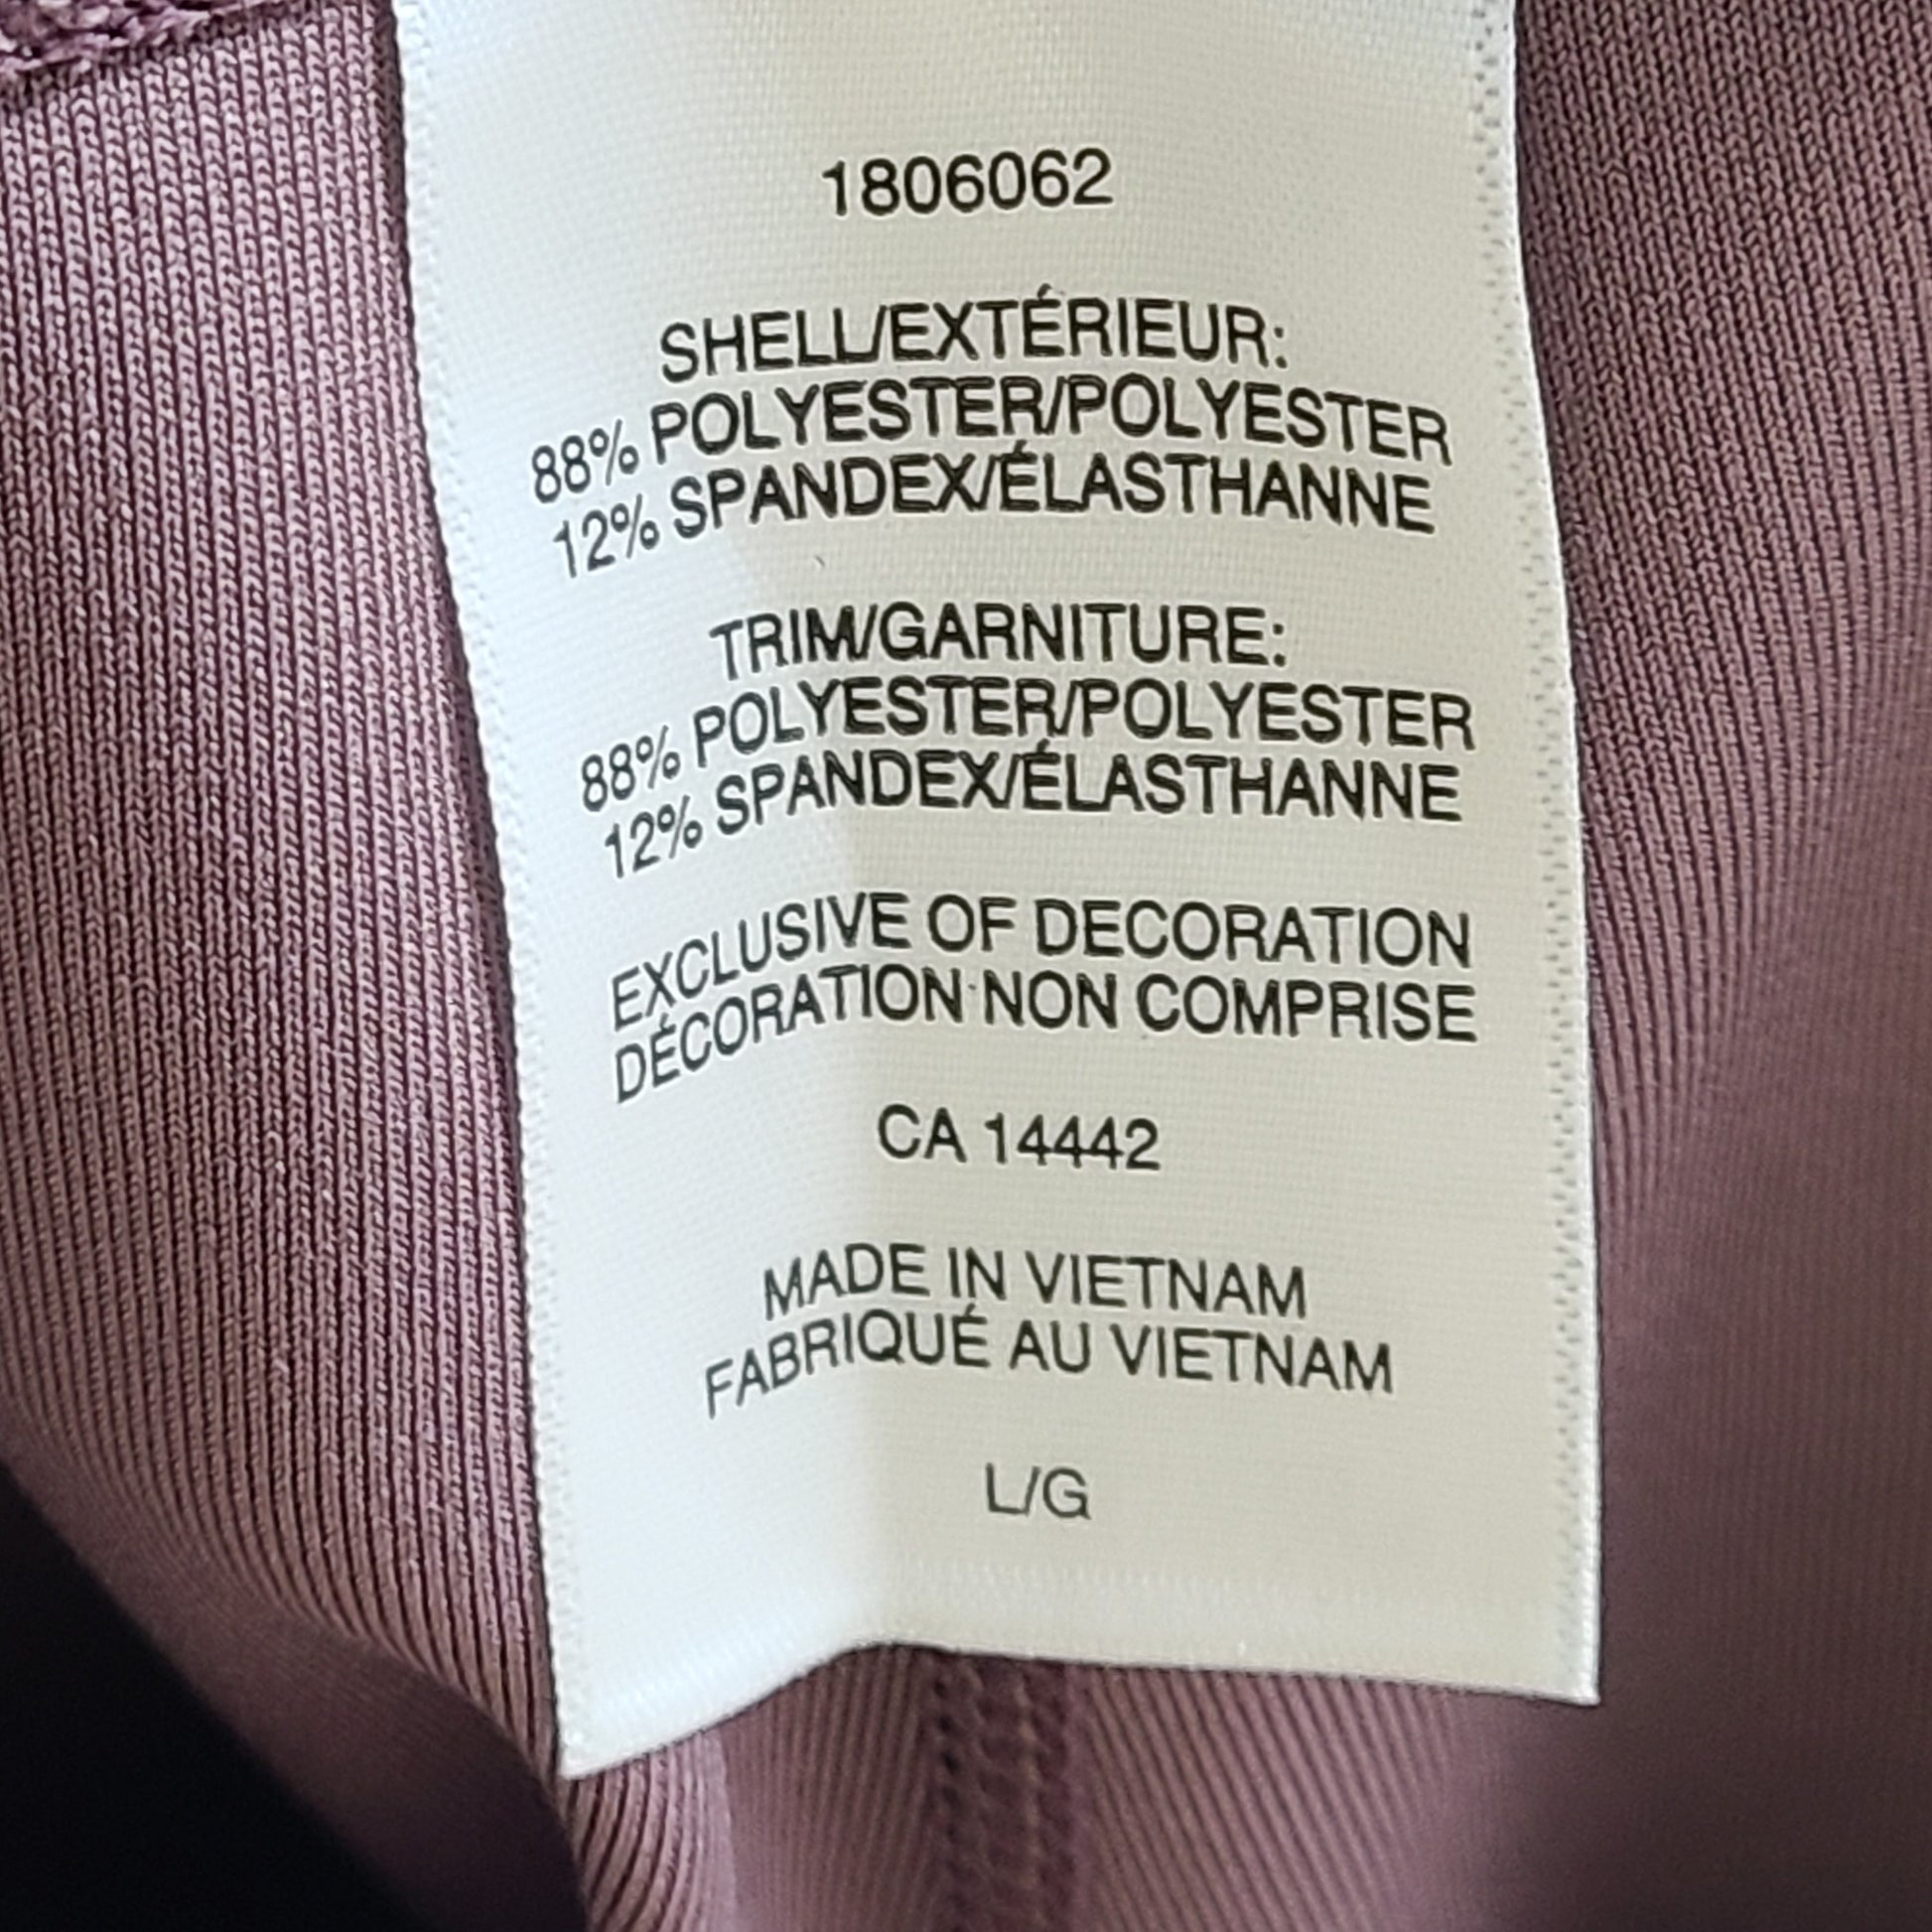 1806062
SHELL/EXTÉRIEUR:
88% POLYESTER/POLYESTER
12% SPANDEX/ÉLASTHANNE
TRIM/GARNITURE:
88% POLYESTER/POLYESTER
12% SPANDEX/ÉLASTHANNE
EXCLUSIVE OF DECORATION
DÉCORATION NON COMPRISE
CA 14442
MADE IN VIETNAM
FABRIQUÉ AU VIETNAM
L/G